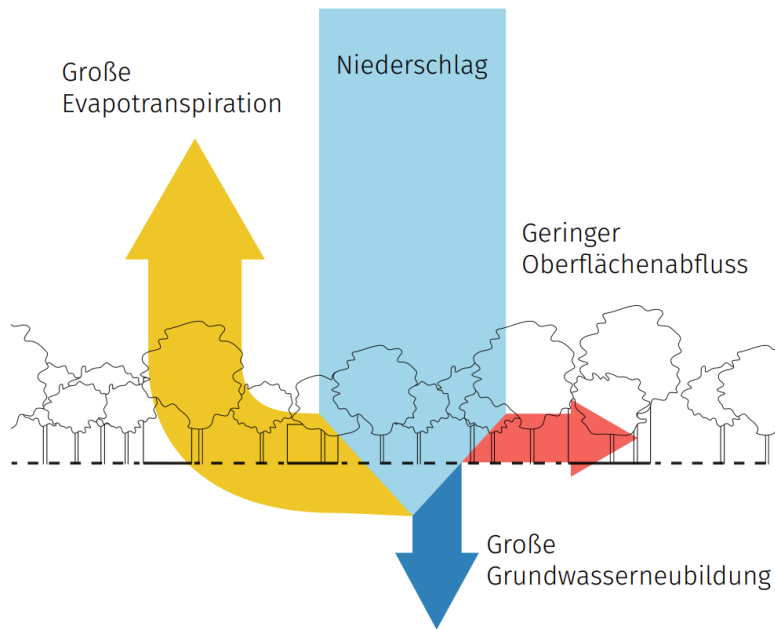 Große
Evapotranspiration
Niederschlag
Geringer
Oberflächenabfluss
Große
Grundwasserneubildung